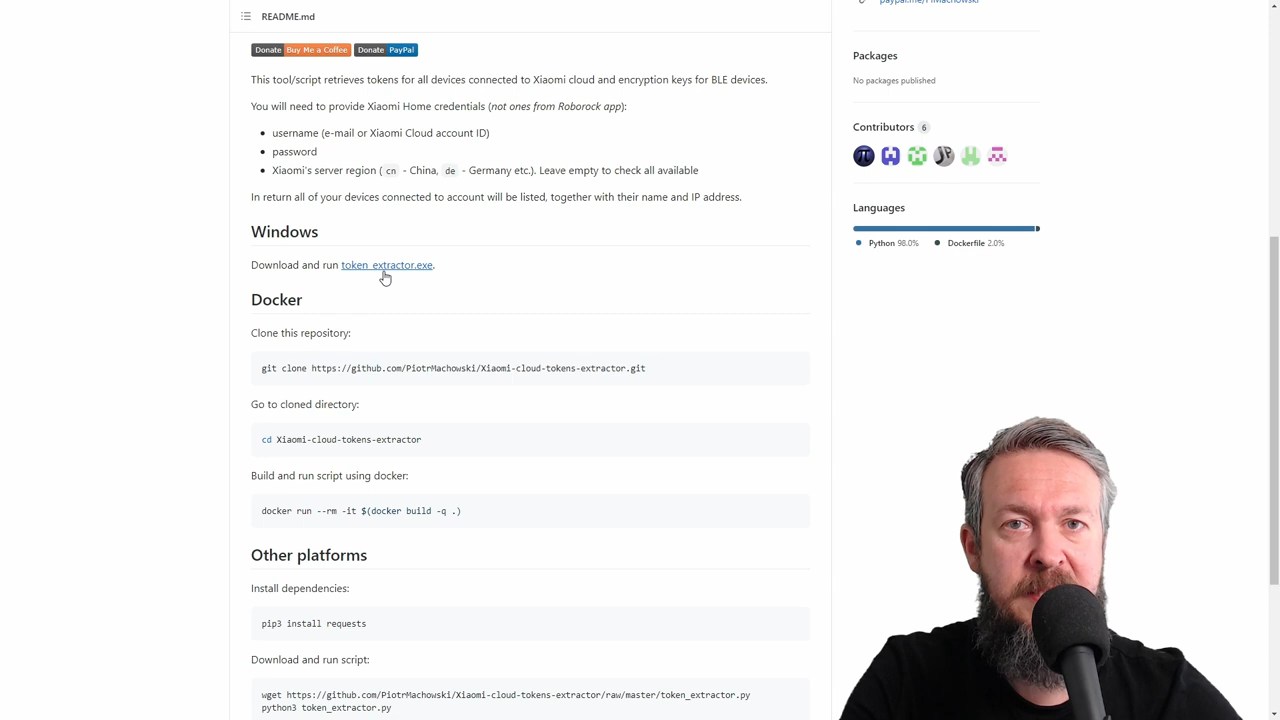 README.md
Donate Buy Me a Coffee Donate PayPal
This tool/script retrieves tokens for all devices connected to Xiaomi cloud and encryption keys for BLE devices.
You will need to provide Xiaomi Home credentials (not ones from Roborock app):
username (e-mail or Xiaomi Cloud account ID)
password
Xiaomi's server region ( cn - China, de - Germany etc.). Leave empty to check all available
In return all of your devices connected to account will be listed, together with their name and IP address.
Windows
Download and run token_extractor.exe.
Docker
Clone this repository:
git clone https://github.com/PiotrMachowski/Xiaomi-cloud-tokens-extractor.git
Go to cloned directory:
cd Xiaomi-cloud-tokens-extractor
Build and run script using docker:
docker run --rm -it $(docker build -q .)
Other platforms
Install dependencies:
pip3 install requests
Download and run script:
wget https://github.com/PiotrMachowski/Xiaomi-cloud-tokens-extractor/raw/master/token_extractor.py
python3 token_extractor.py
paypal.me/PiMachowski
Packages
No packages published
Contributors 6
Languages
Python 98.0% Dockerfile 2.0%